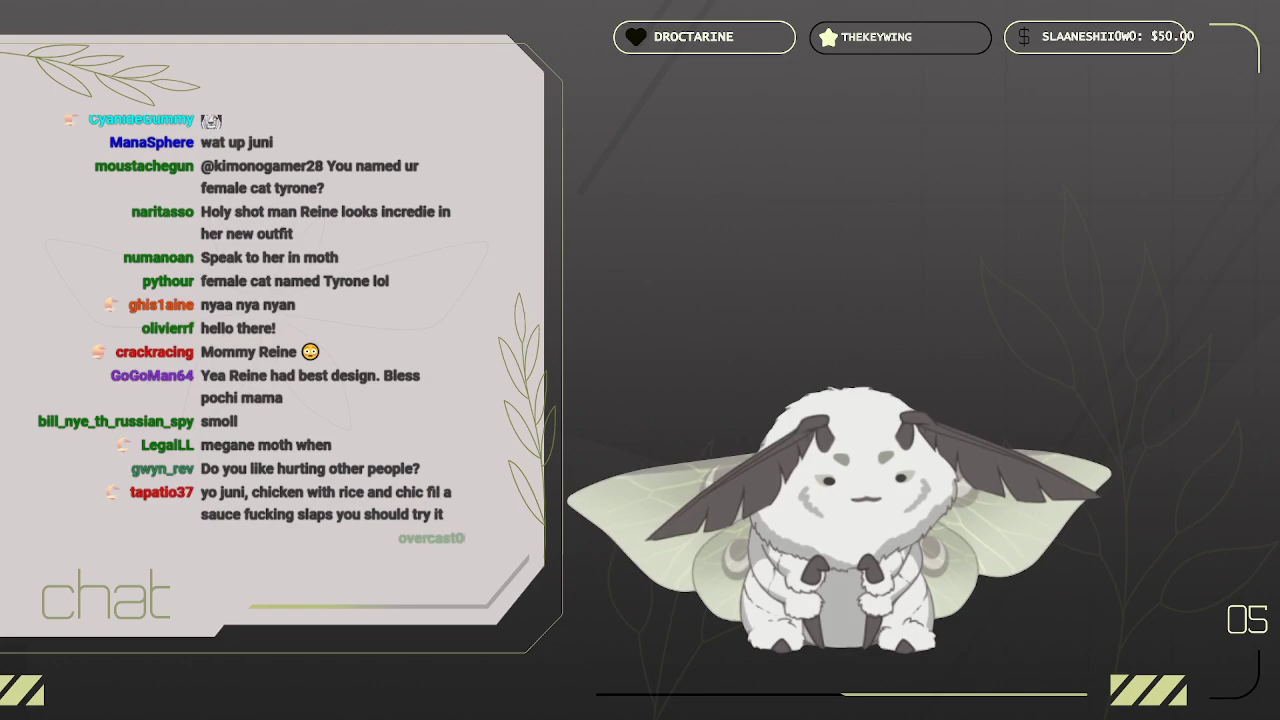 DROCTARINE
THEKEYWING
$ SLAANESHII0W0: $50.00
CyanideGummy
ManaSphere wat up juni
moustachegun @kimonogamer28 You named ur
female cat tyrone?
naritasso Holy shot man Reine looks incredie in
her new outfit
numanoan Speak to her in moth
pythour female cat named Tyrone lol
ghis1aine nyaa nya nyan
olivierrf hello there!
crackracing Mommy Reine 😳
GoGoMan64 Yea Reine had best design. Bless
pochi mama
bill_nye_th_russian_spy smoll
LegalLL megane moth when
gwyn_rev Do you like hurting other people?
tapatio37 yo juni, chicken with rice and chic fil a
sauce fucking slaps you should try it
chat
05